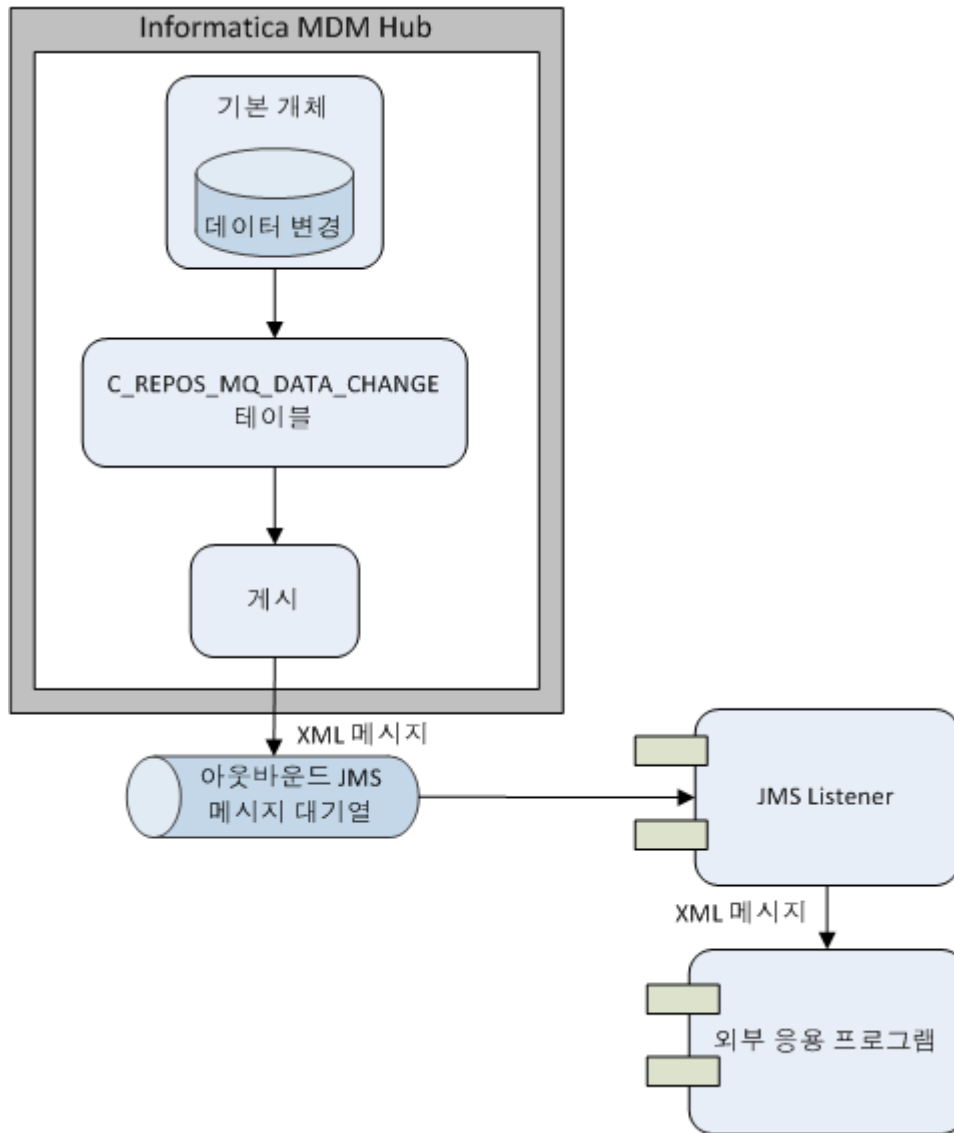 Informatica MDM Hub
기본 개체
데이터 변경
C_REPOS_MQ_DATA_CHANGE
테이블
게시
XML 메시지
아웃바운드 JMS
메시지 대기열
JMS Listener
XML 메시지
외부 응용 프로그램